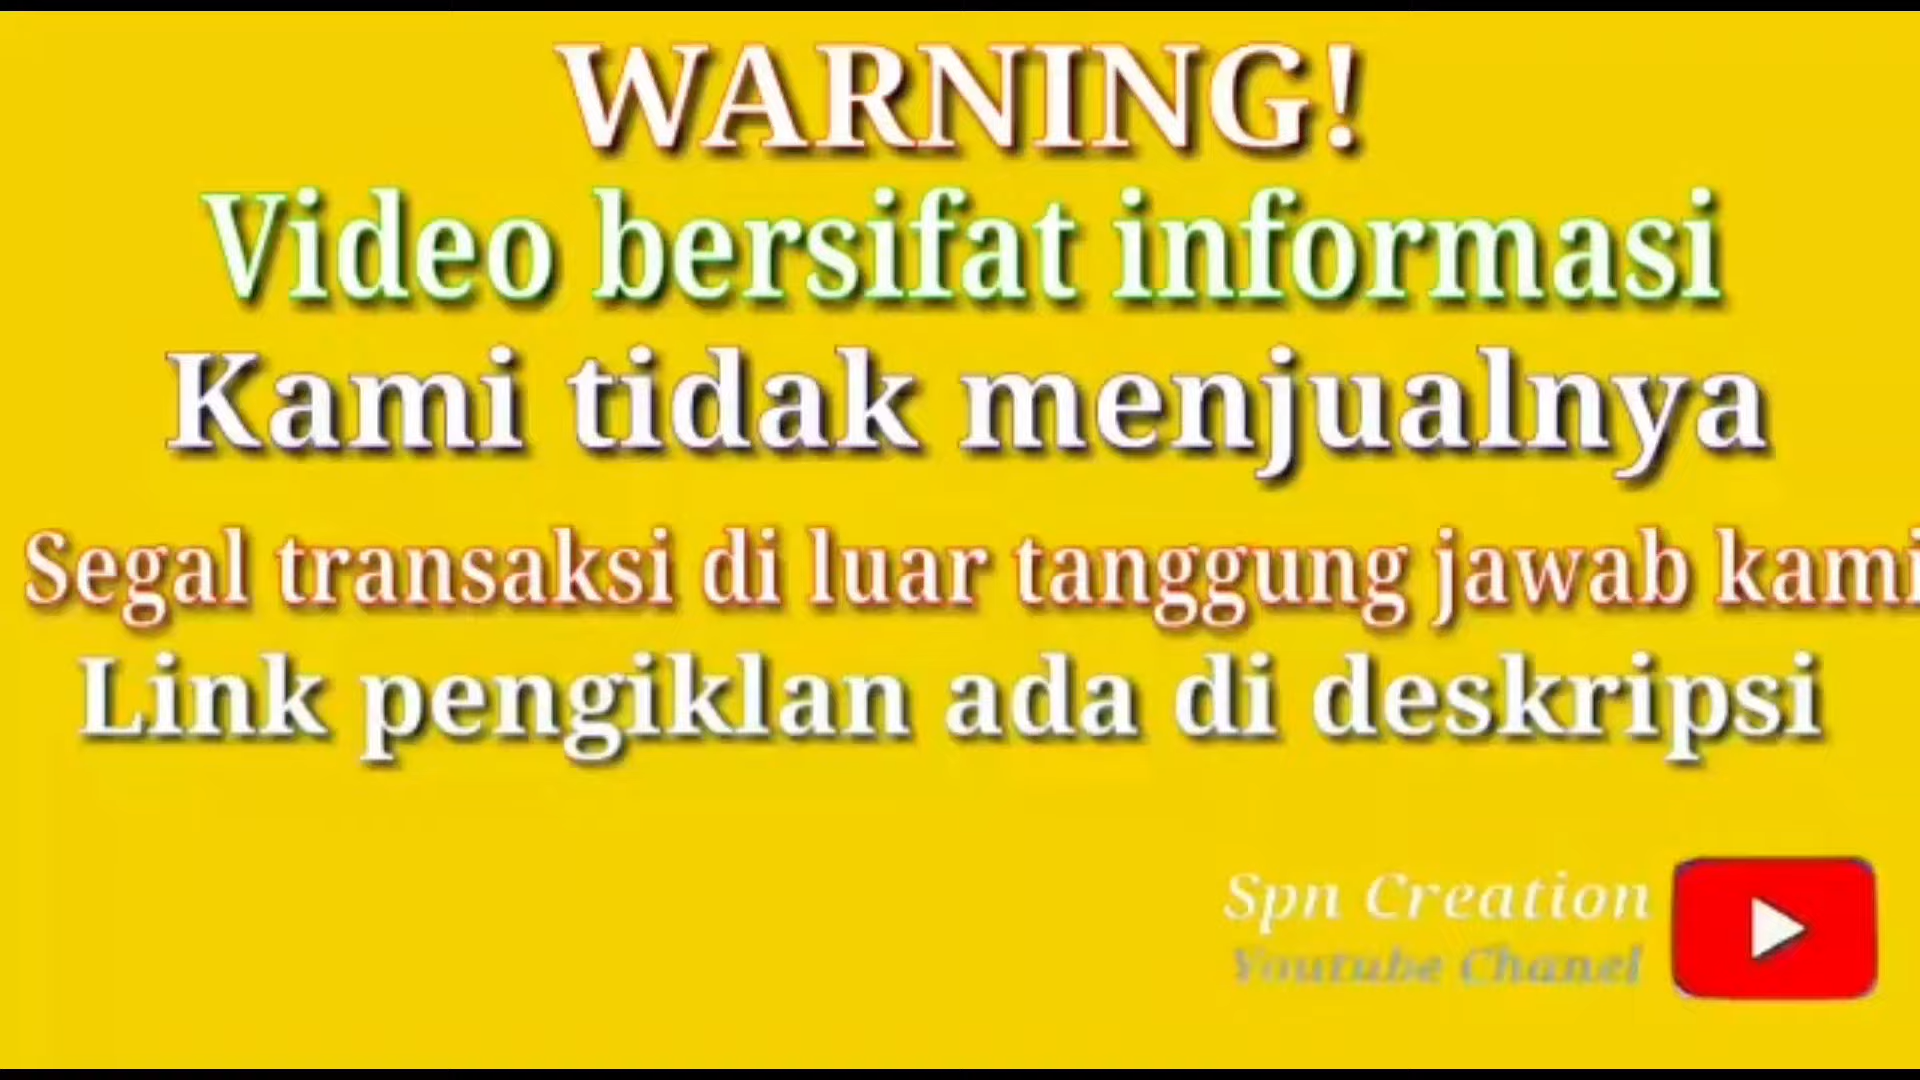 WARNING!
Video bersifat informasi
Kami tidak menjualnya
Segal transaksi di luar tanggung jawab kami
Link pengiklan ada di deskripsi
Spn Creation
Youtube Chanel